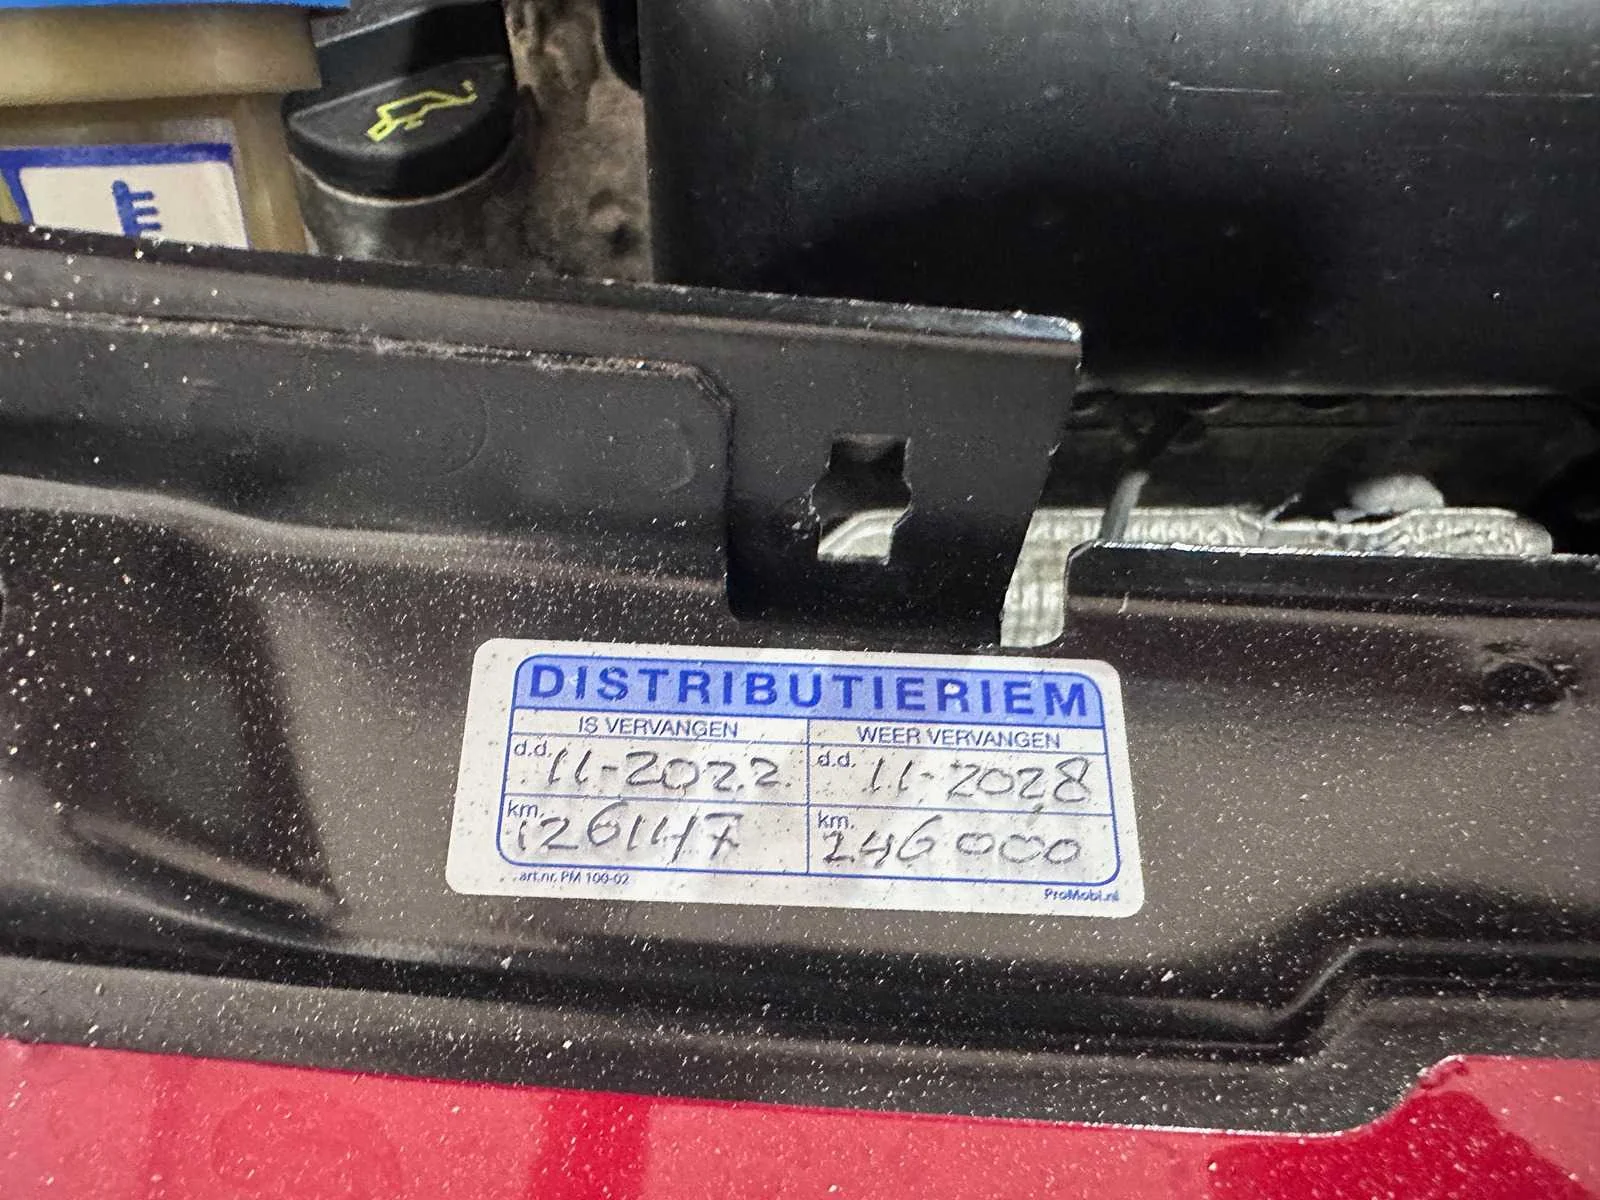 DISTRIBUTIERIEM
IS VERVANGEN
WEER VERVANGEN
d.d. 11-2022
d.d. 11-2028
km. 126147
km. 246000
art.nr. PM 100-02
ProMobi.nl